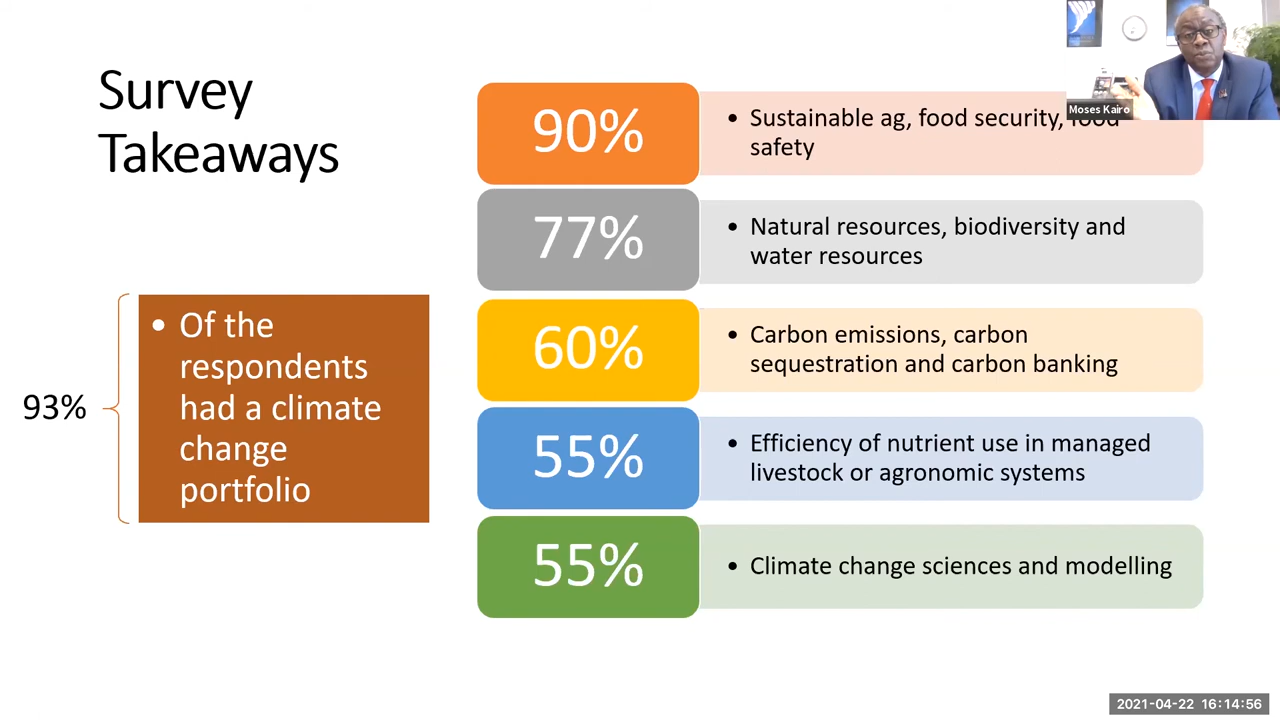 Survey
Takeaways
93%
• Of the
respondents
had a climate
change
portfolio
90%
• Sustainable ag, food security, food
safety
77%
• Natural resources, biodiversity and
water resources
60%
• Carbon emissions, carbon
sequestration and carbon banking
55%
• Efficiency of nutrient use in managed
livestock or agronomic systems
55%
• Climate change sciences and modelling
Moses Kairo
2021-04-22 16:14:56